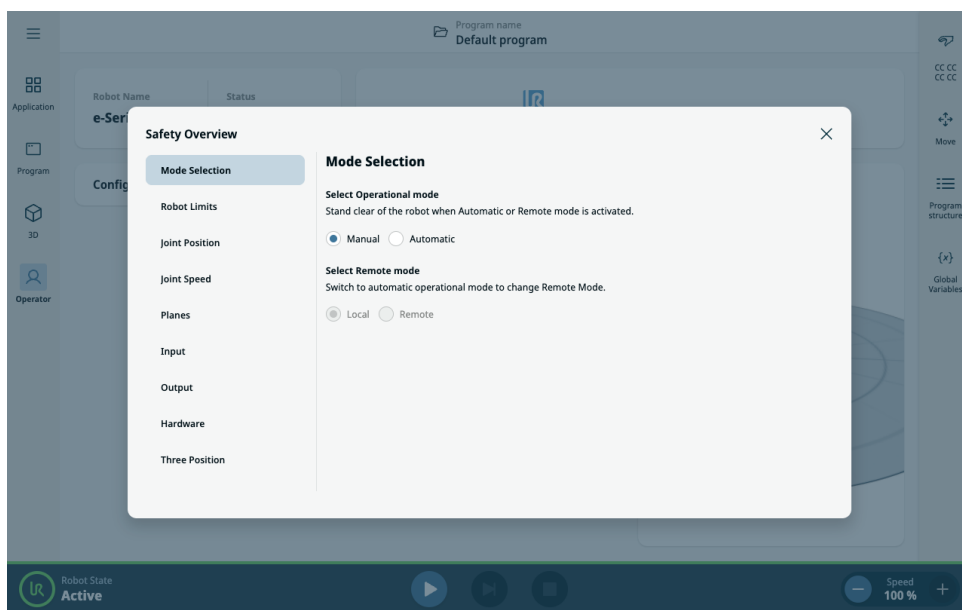 Program name
Default program
Application
Program
3D
Operator
Robot Name
Status
e-Seri
Config
Safety Overview
Mode Selection
Robot Limits
Joint Position
Joint Speed
Planes
Input
Output
Hardware
Three Position
Mode Selection
Select Operational mode
Stand clear of the robot when Automatic or Remote mode is activated.
Manual Automatic
Select Remote mode
Switch to automatic operational mode to change Remote Mode.
Local Remote
CC CC
CC CC
Move
Program
structure
{x}
Global
Variables
Robot State
Active
Speed
100 %